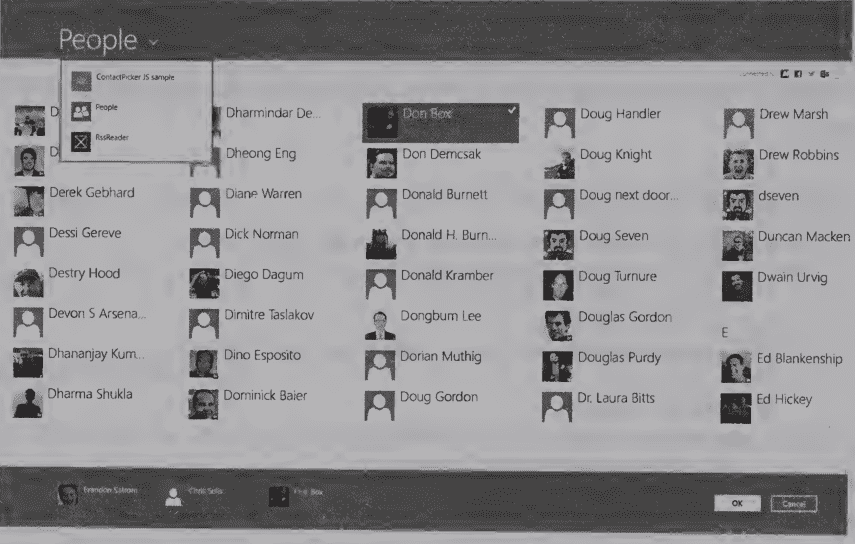 People
ContactPicker JS sample
People
RssReader
D
D
Derek Gebhard
Dessi Gereve
Destry Hood
Devon S Arsena...
Dhananjay Kum...
Dharma Shukla
Dharmindar De...
Dheong Eng
Diane Warren
Dick Norman
Diego Dagum
Dimitre Taslakov
Dino Esposito
Dominick Baier
Don Box
Don Demcsak
Donald Burnett
Donald H. Burn...
Donald Kramber
Dongbum Lee
Dorian Muthig
Doug Gordon
Doug Handler
Doug Knight
Doug next door...
Doug Seven
Doug Turnure
Douglas Gordon
Douglas Purdy
Dr. Laura Bitts
Drew Marsh
Drew Robbins
dseven
Duncan Macken
Dwain Urvig
E
Ed Blankenship
Ed Hickey
Brandon Satrom
Chris Sells
Box
OK
Cancel